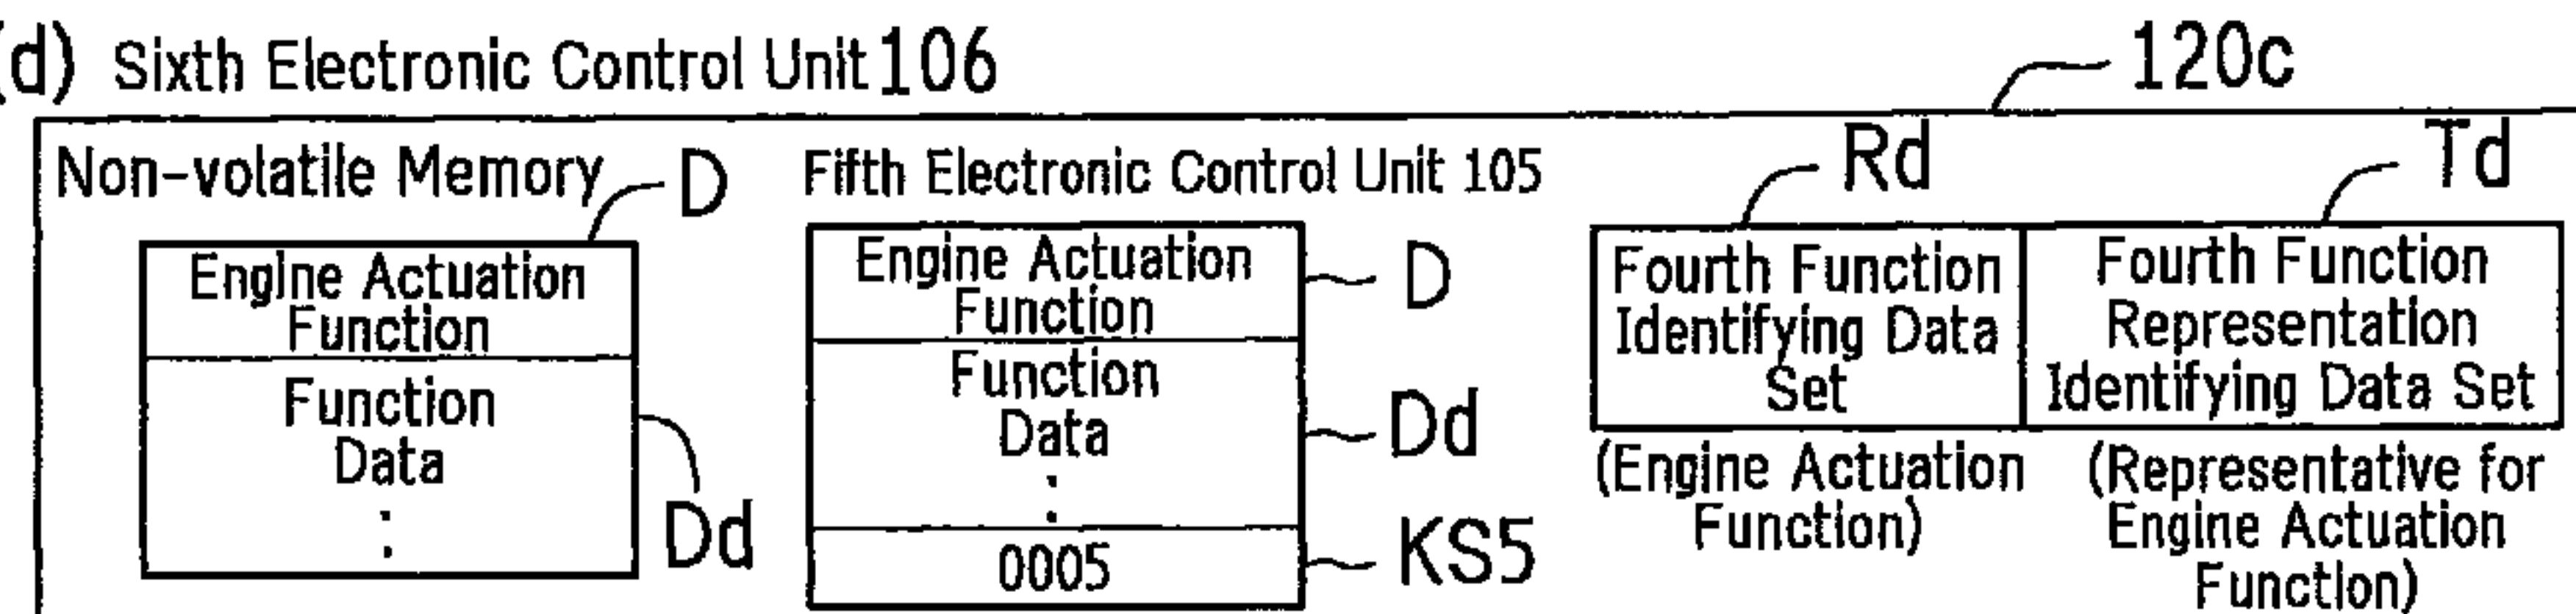 (d) Sixth Electronic Control Unit 106
120c
Non-volatile Memory
D
Engine Actuation
Function
Function
Data
:
Dd
Fifth Electronic Control Unit 105
Engine Actuation
Function
D
Function
Data
:
Dd
0005
KS5
Rd
Td
Fourth Function
Identifying Data
Set
(Engine Actuation
Function)
Fourth Function
Representation
Identifying Data Set
(Representative for
Engine Actuation
Function)